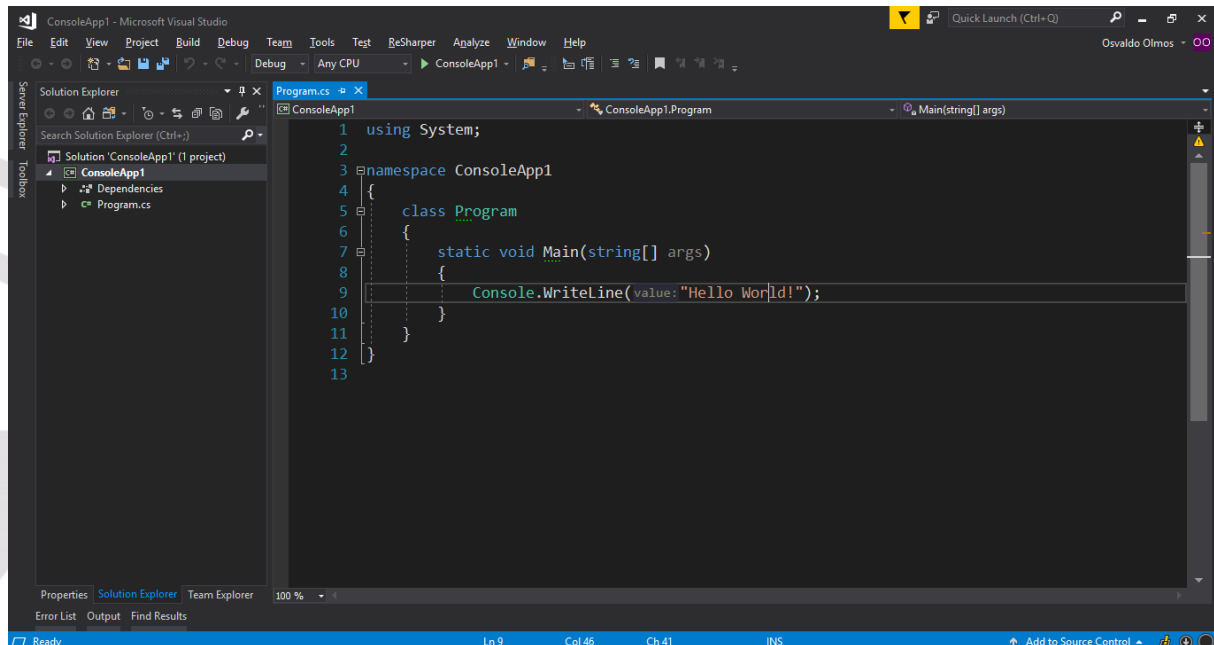 ConsoleApp1 - Microsoft Visual Studio
Quick Launch (Ctrl+Q)
File Edit View Project Build Debug Team Tools Test ReSharper Analyze Window Help
Osvaldo Olmos OO
Debug Any CPU ConsoleApp1
Server Explorer
Toolbox
Solution Explorer
Search Solution Explorer (Ctrl+;)
Solution 'ConsoleApp1' (1 project)
C# ConsoleApp1
Dependencies
C# Program.cs
Program.cs
C# ConsoleApp1 ConsoleApp1.Program Main(string[] args)
1 using System;
2
3 namespace ConsoleApp1
4 {
5 class Program
6 {
7 static void Main(string[] args)
8 {
9 Console.WriteLine(value:"Hello World!");
10 }
11 }
12 }
13
Properties Solution Explorer Team Explorer
100 %
Error List Output Find Results
Ready Ln 9 Col 46 Ch 41 INS Add to Source Control